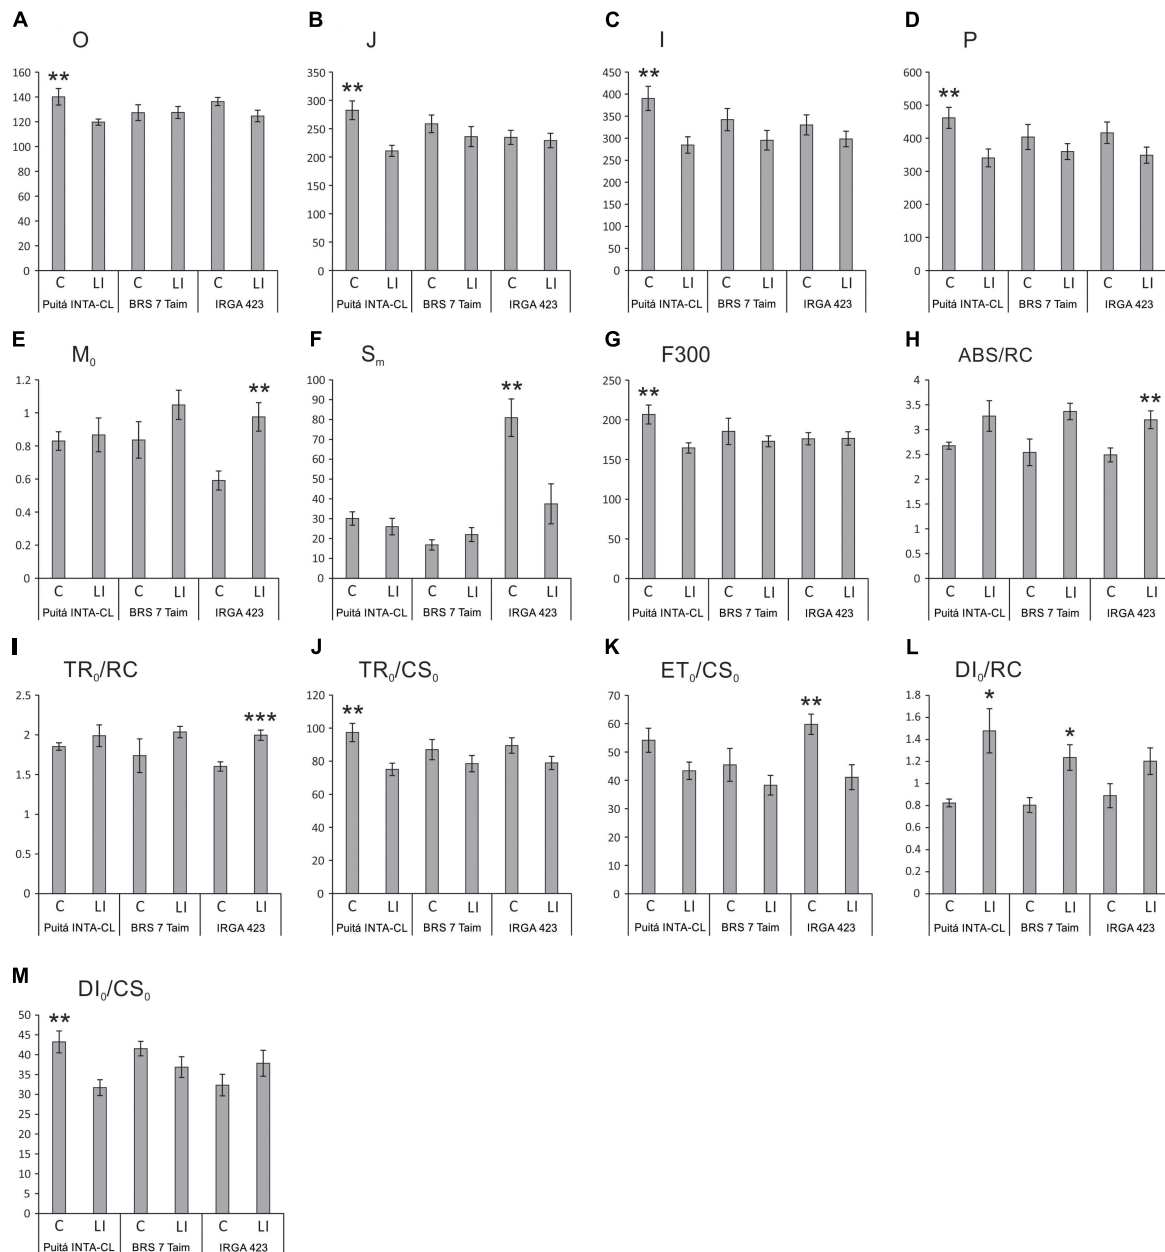 A
O
160
140
120
100
80
60
40
20
0
**
C LI C LI C LI
Puitá INTA-CL BRS 7 Taim IRGA 423
B
J
350
300
250
200
150
100
50
0
**
C LI C LI C LI
Puitá INTA-CL BRS 7 Taim IRGA 423
C
I
450
400
350
300
250
200
150
100
50
0
**
C LI C LI C LI
Puitá INTA-CL BRS 7 Taim IRGA 423
D
P
600
500
400
300
200
100
0
**
C LI C LI C LI
Puitá INTA-CL BRS 7 Taim IRGA 423
E
M₀
1.2
1
0.8
0.6
0.4
0.2
0
**
C LI C LI C LI
Puitá INTA-CL BRS 7 Taim IRGA 423
F
Sₘ
100
90
80
70
60
50
40
30
20
10
0
**
C LI C LI C LI
Puitá INTA-CL BRS 7 Taim IRGA 423
G
F300
250
200
150
100
50
0
**
C LI C LI C LI
Puitá INTA-CL BRS 7 Taim IRGA 423
H
ABS/RC
4
3.5
3
2.5
2
1.5
1
0.5
0
**
C LI C LI C LI
Puitá INTA-CL BRS 7 Taim IRGA 423
I
TR₀/RC
2.5
2
1.5
1
0.5
0
***
C LI C LI C LI
Puitá INTA-CL BRS 7 Taim IRGA 423
J
TR₀/CS₀
120
100
80
60
40
20
0
**
C LI C LI C LI
Puitá INTA-CL BRS 7 Taim IRGA 423
K
ET₀/CS₀
70
60
50
40
30
20
10
0
**
C LI C LI C LI
Puitá INTA-CL BRS 7 Taim IRGA 423
L
DI₀/RC
1.8
1.6
1.4
1.2
1
0.8
0.6
0.4
0.2
0
*
*
C LI C LI C LI
Puitá INTA-CL BRS 7 Taim IRGA 423
M
DI₀/CS₀
50
45
40
35
30
25
20
15
10
5
0
**
C LI C LI C LI
Puitá INTA-CL BRS 7 Taim IRGA 423